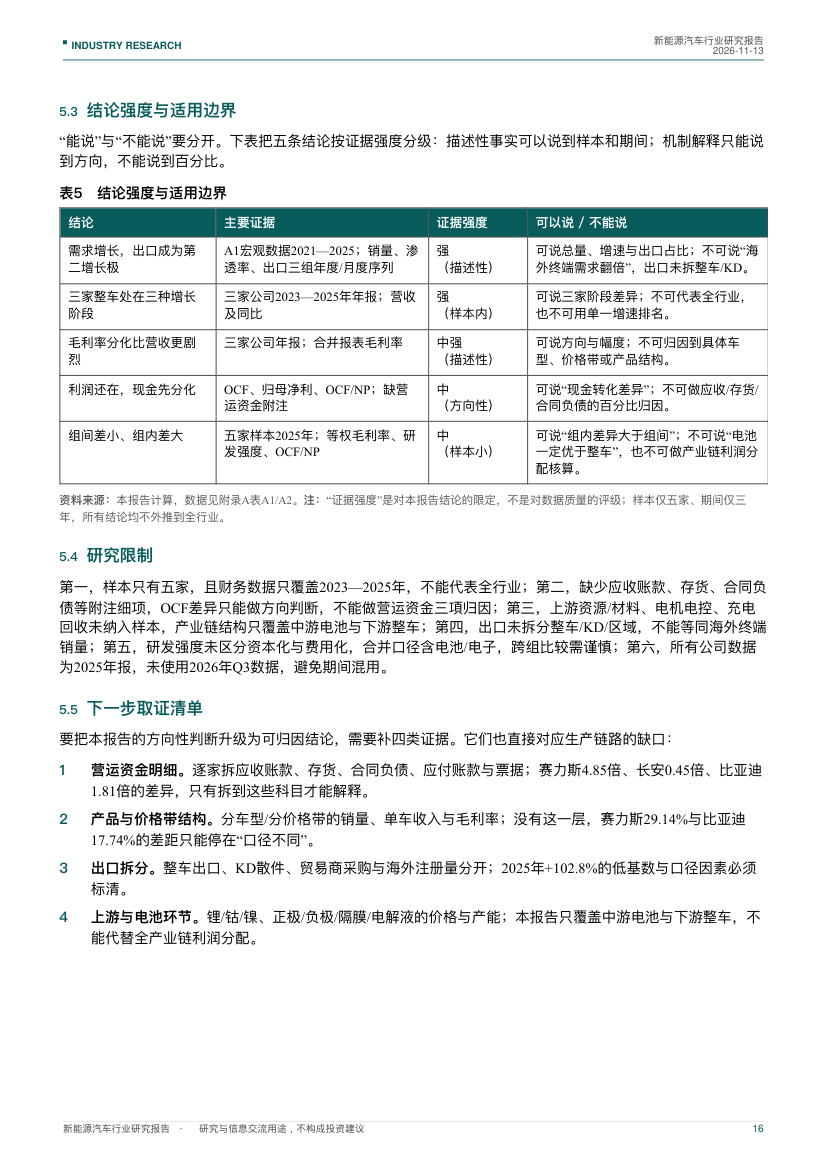 INDUSTRY RESEARCH
新能源汽车行业研究报告
2026-11-13
5.3 结论强度与适用边界
“能说”与“不能说”要分开。下表把五条结论按证据强度分级：描述性事实可以说到样本和期间；机制解释只能说
到方向，不能说到百分比。
表5 结论强度与适用边界
结论 主要证据 证据强度 可以说 / 不能说
需求增长，出口成为第 A1宏观数据2021—2025；销量、渗 强 可说总量、增速与出口占比；不可说“海
二增长极 透率、出口三组年度/月度序列 （描述性） 外终端需求翻倍”，出口未拆整车/KD。
三家整车处在三种增长 三家公司2023—2025年年报；营收 强 可说三家阶段差异；不可代表全行业，
阶段 及同比 （样本内） 也不可用单一增速排名。
毛利率分化比营收更剧 三家公司年报；合并报表毛利率 中强 可说方向与幅度；不可归因到具体车
烈 （描述性） 型、价格带或产品结构。
利润还在，现金先分化 OCF、归母净利、OCF/NP；缺营 中 可说“现金转化差异”；不可做应收/存货/
运资金附注 （方向性） 合同负债的百分比归因。
组间差小、组内差大 五家样本2025年；等权毛利率、研 中 可说“组内差异大于组间”；不可说“电池
发强度、OCF/NP （样本小） 一定优于整车”，也不可做产业链利润分
配核算。
资料来源：本报告计算，数据见附录A表A1/A2。注：“证据强度”是对本报告结论的限定，不是对数据质量的评级；样本仅五家、期间仅三
年，所有结论均不外推到全行业。
5.4 研究限制
第一，样本只有五家，且财务数据只覆盖2023—2025年，不能代表全行业；第二，缺少应收账款、存货、合同负
债等附注细项，OCF差异只能做方向判断，不能做营运资金三項归因；第三，上游资源/材料、电机电控、充电
回收未纳入样本，产业链结构只覆盖中游电池与下游整车；第四，出口未拆分整车/KD/区域，不能等同海外终端
销量；第五，研发强度未区分资本化与费用化，合并口径含电池/电子，跨组比较需谨慎；第六，所有公司数据
为2025年报，未使用2026年Q3数据，避免期间混用。
5.5 下一步取证清单
要把本报告的方向性判断升级为可归因结论，需要补四类证据。它们也直接对应生产链路的缺口：
1 营运资金明细。逐家拆应收账款、存货、合同负债、应付账款与票据；赛力斯4.85倍、长安0.45倍、比亚迪
1.81倍的差异，只有拆到这些科目才能解释。
2 产品与价格带结构。分车型/分价格带的销量、单车收入与毛利率；没有这一层，赛力斯29.14%与比亚迪
17.74%的差距只能停在“口径不同”。
3 出口拆分。整车出口、KD散件、贸易商采购与海外注册量分开；2025年+102.8%的低基数与口径因素必须
标清。
4 上游与电池环节。锂/钴/镍、正极/负极/隔膜/电解液的价格与产能；本报告只覆盖中游电池与下游整车，不
能代替全产业链利润分配。
新能源汽车行业研究报告 · 研究与信息交流用途，不构成投资建议
16